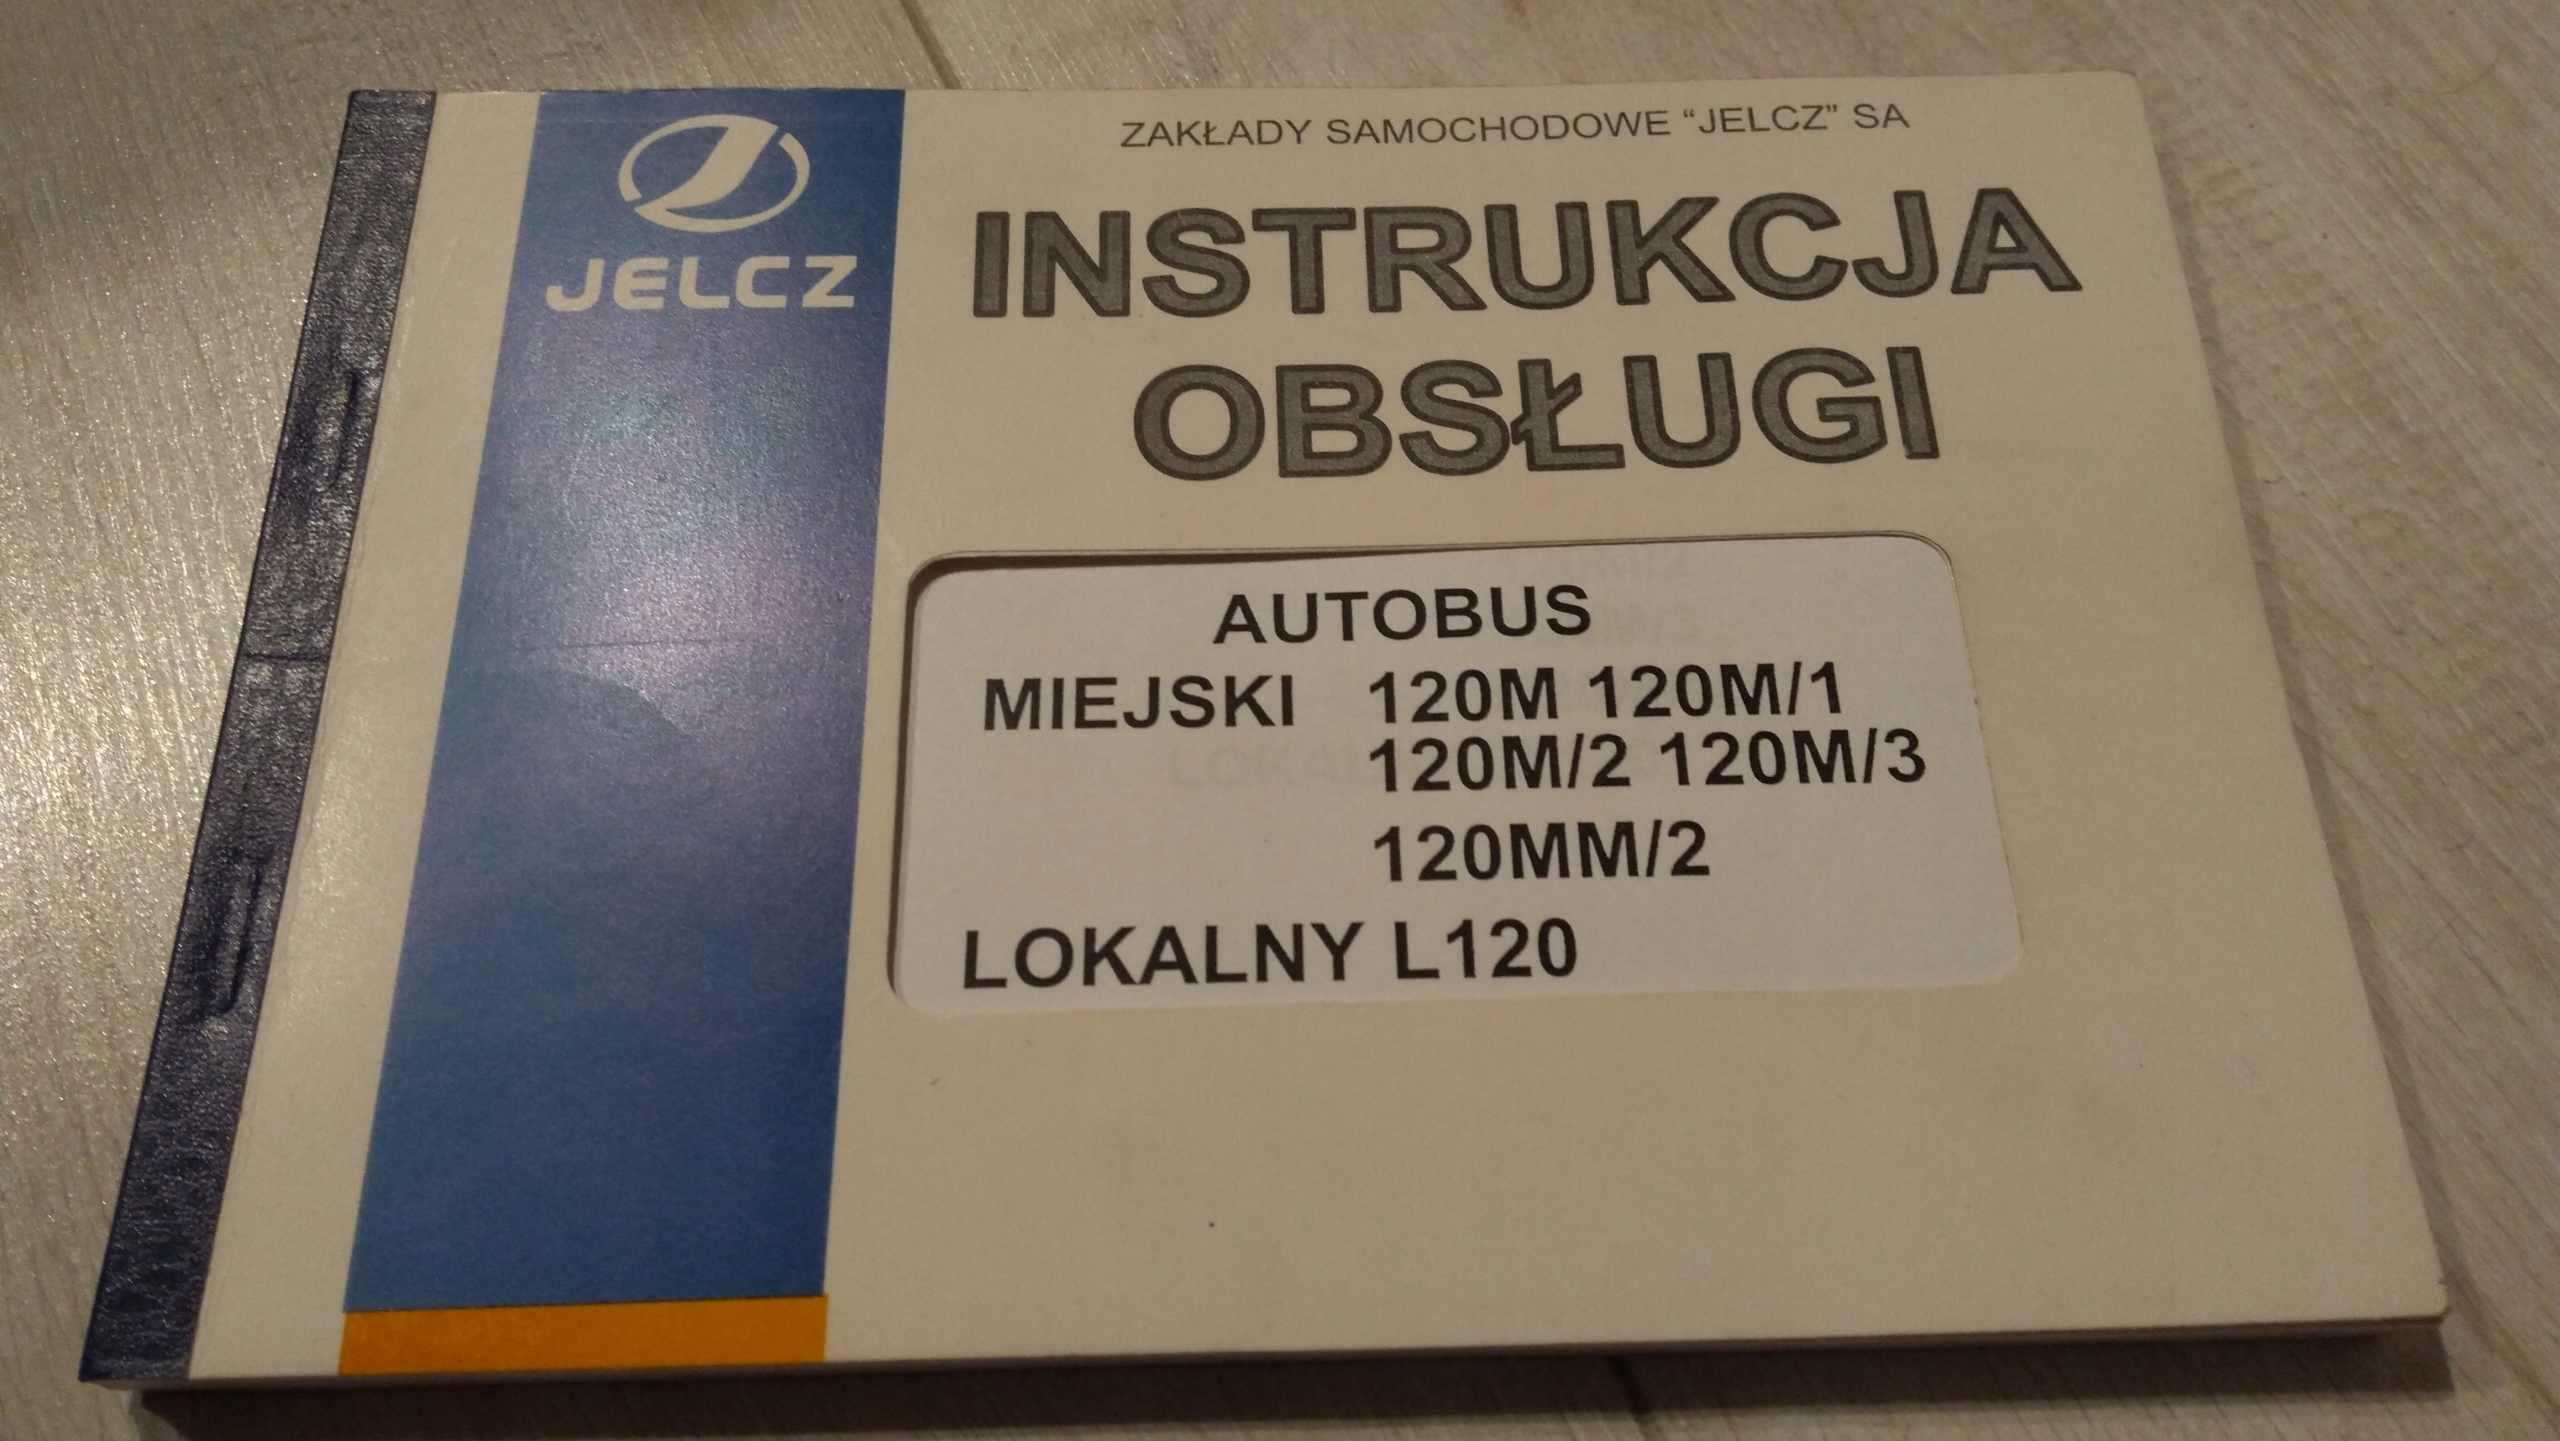 JELCZ
ZAKŁADY SAMOCHODOWE “JELCZ” SA
INSTRUKCJA
OBSŁUGI
AUTOBUS
MIEJSKI 120M 120M/1
120M/2 120M/3
120MM/2
LOKALNY L120